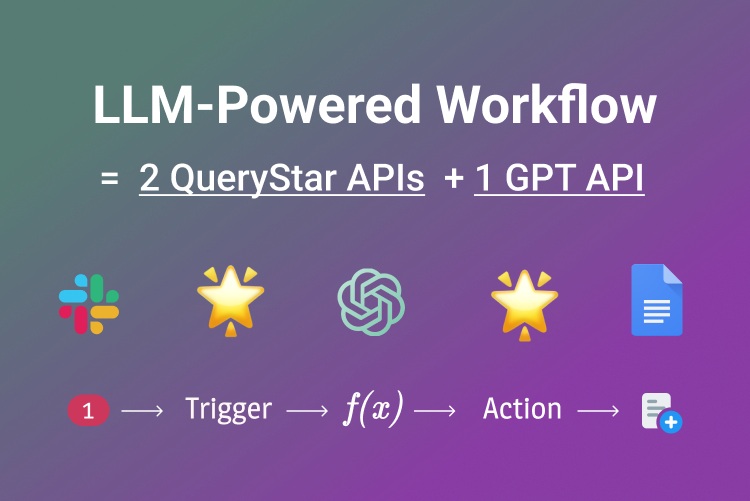 LLM-Powered Workflow
= 2 QueryStar APIs + 1 GPT API
1 → Trigger → f(x) → Action →